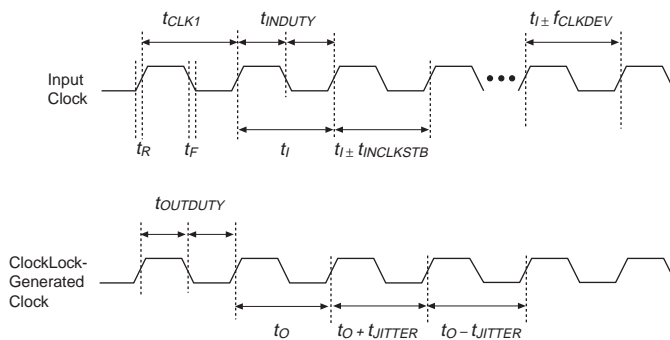 tCLK1 tINDUTY tI ± fCLKDEV
Input
Clock
tR tF tI tI ± tINCLKSTB
tOUTDUTY
ClockLock-
Generated
Clock
tO tO + tJITTER tO – tJITTER